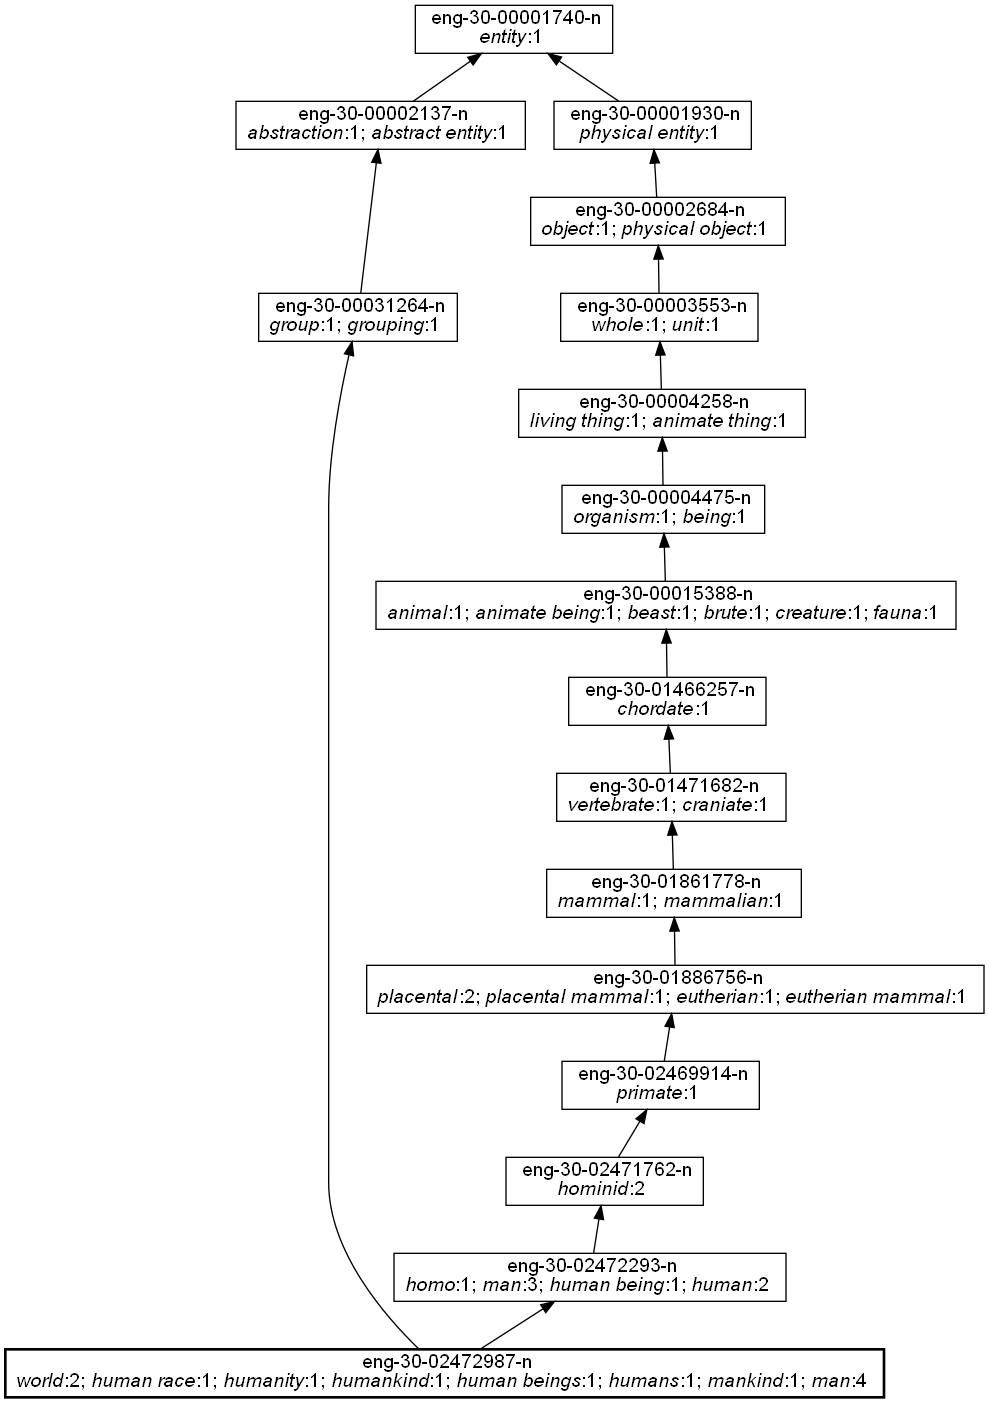 eng-30-00001740-n
entity:1
eng-30-00002137-n
abstraction:1; abstract entity:1
eng-30-00001930-n
physical entity:1
eng-30-00002684-n
object:1; physical object:1
eng-30-00031264-n
group:1; grouping:1
eng-30-00003553-n
whole:1; unit:1
eng-30-00004258-n
living thing:1; animate thing:1
eng-30-00004475-n
organism:1; being:1
eng-30-00015388-n
animal:1; animate being:1; beast:1; brute:1; creature:1; fauna:1
eng-30-01466257-n
chordate:1
eng-30-01471682-n
vertebrate:1; craniate:1
eng-30-01861778-n
mammal:1; mammalian:1
eng-30-01886756-n
placental:2; placental mammal:1; eutherian:1; eutherian mammal:1
eng-30-02469914-n
primate:1
eng-30-02471762-n
hominid:2
eng-30-02472293-n
homo:1; man:3; human being:1; human:2
eng-30-02472987-n
world:2; human race:1; humanity:1; humankind:1; human beings:1; humans:1; mankind:1; man:4